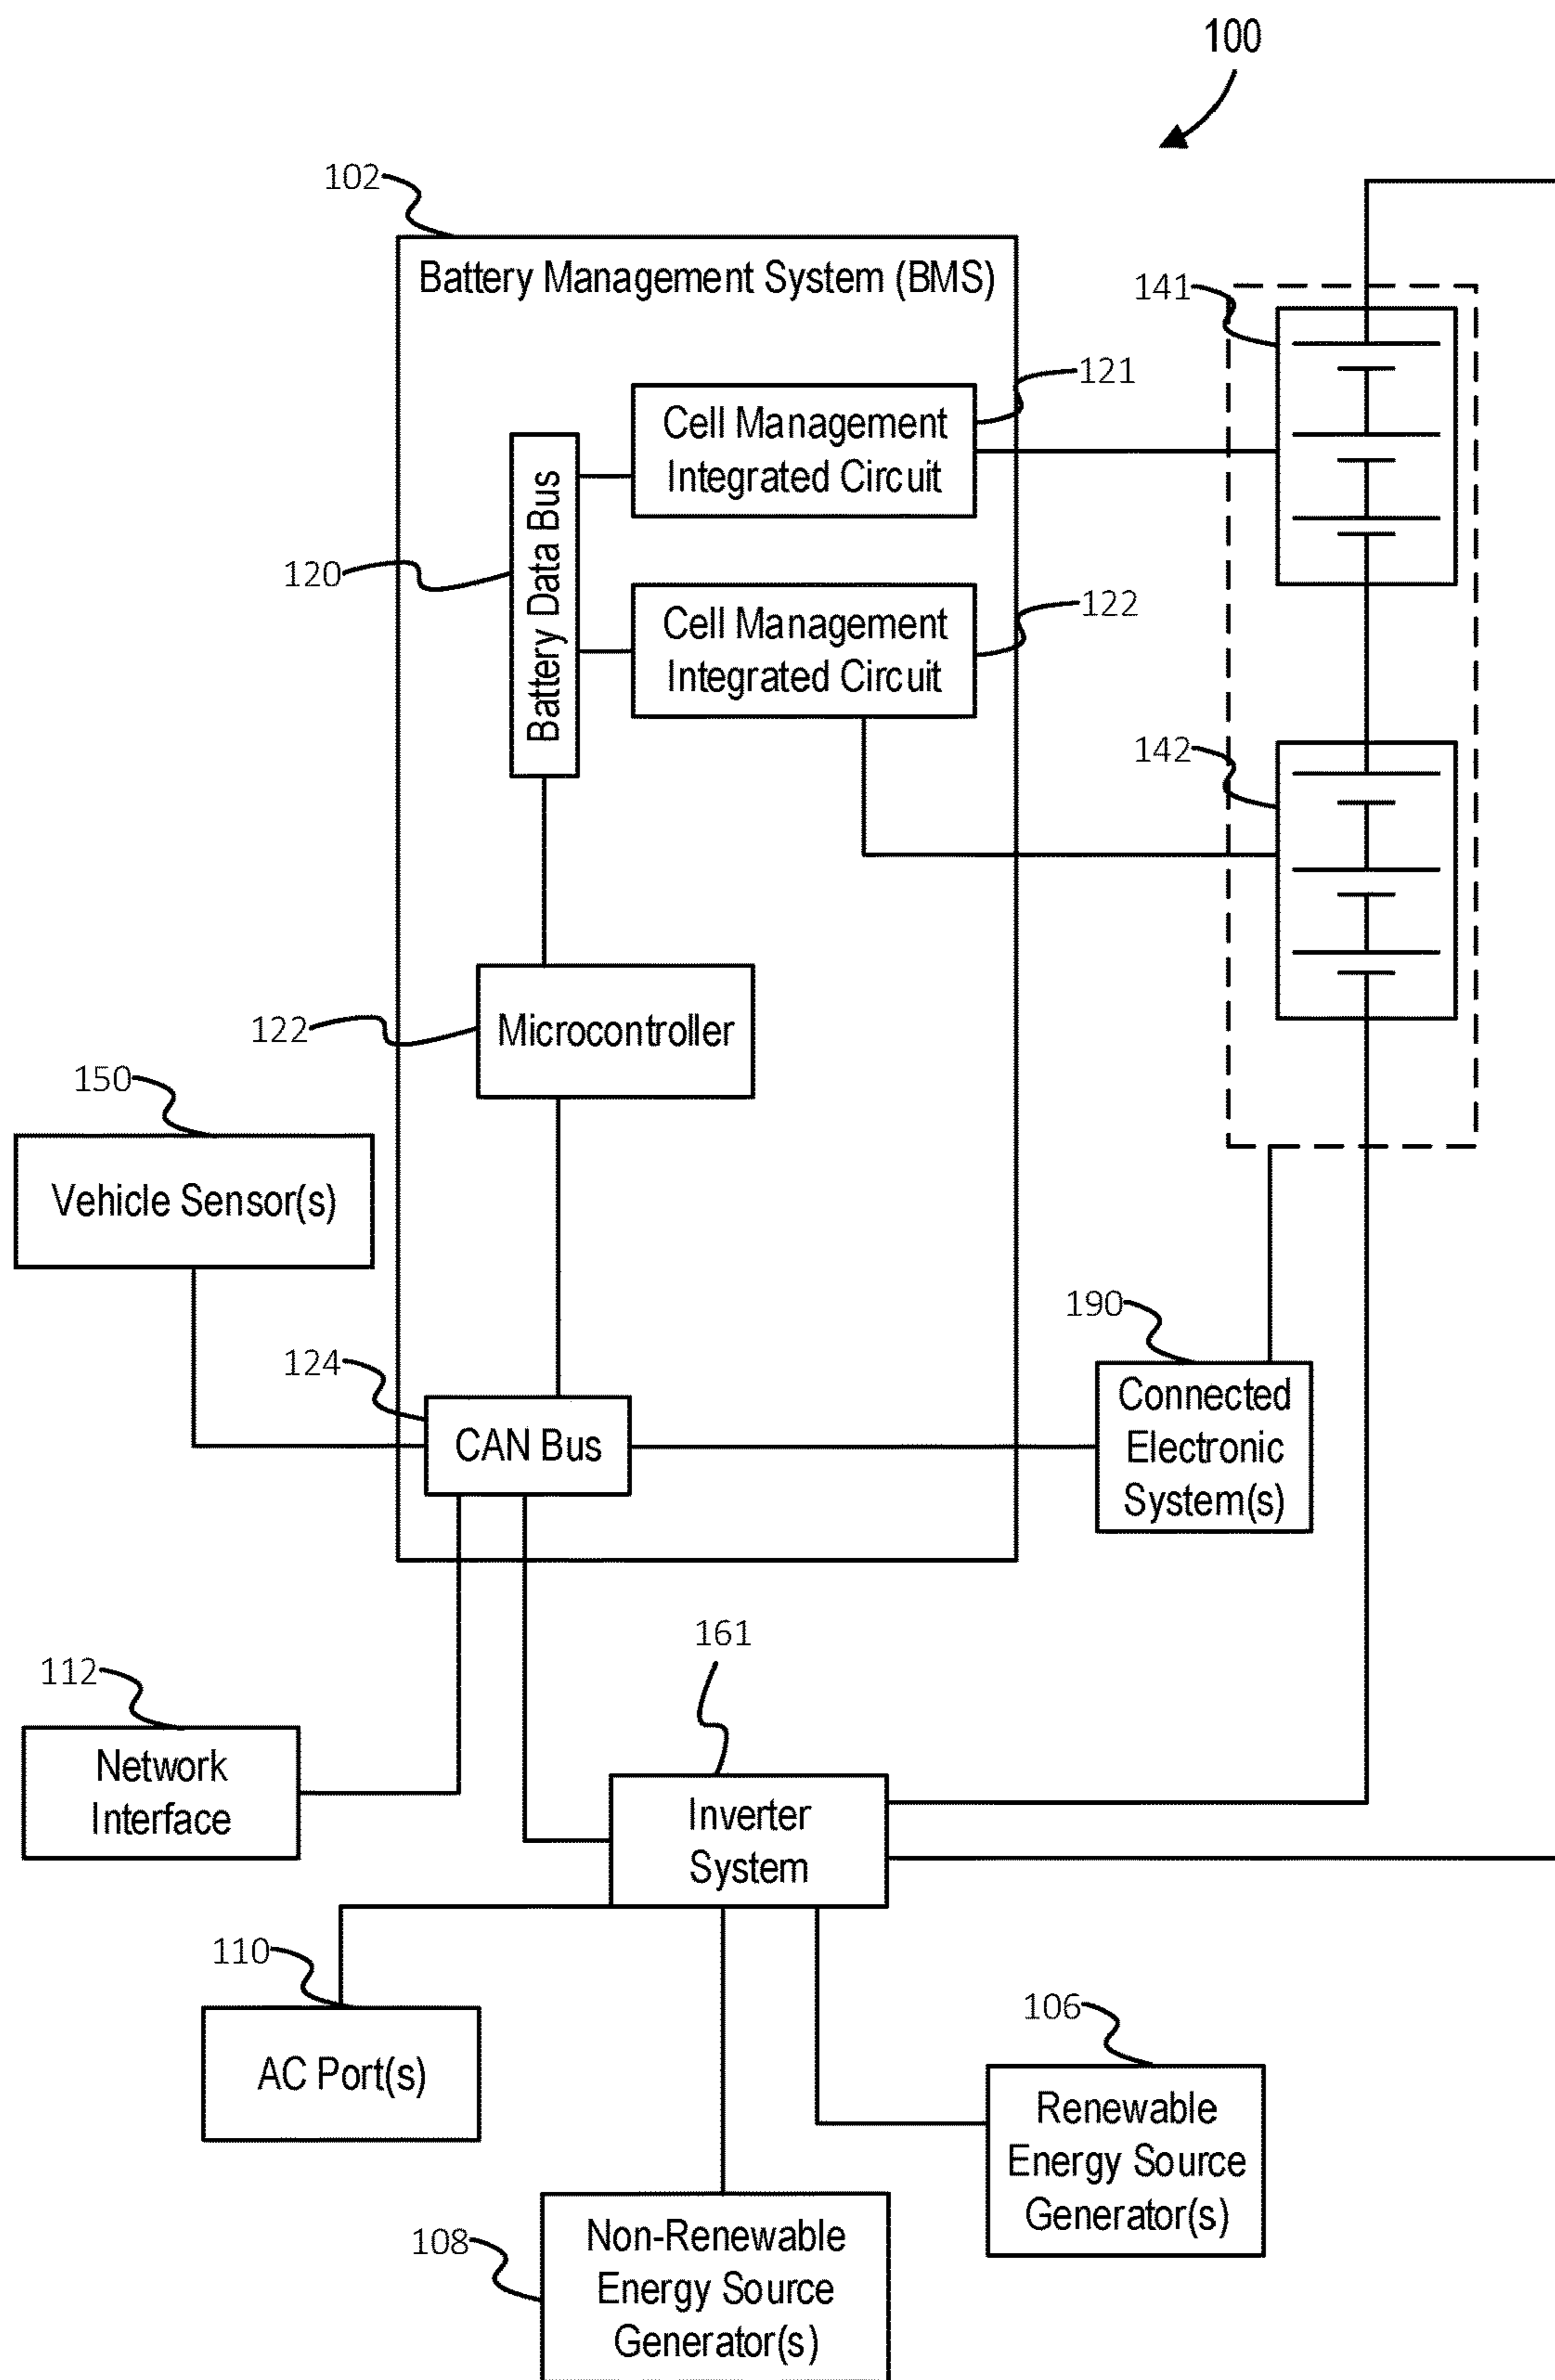 100
102
Battery Management System (BMS)
141
121
Cell Management
Integrated Circuit
Battery Data Bus
120
122
Cell Management
Integrated Circuit
142
122
Microcontroller
150
Vehicle Sensor(s)
190
124
Connected
Electronic
System(s)
CAN Bus
161
112
Network
Interface
Inverter
System
110
106
AC Port(s)
Renewable
Energy Source
Generator(s)
108
Non-Renewable
Energy Source
Generator(s)